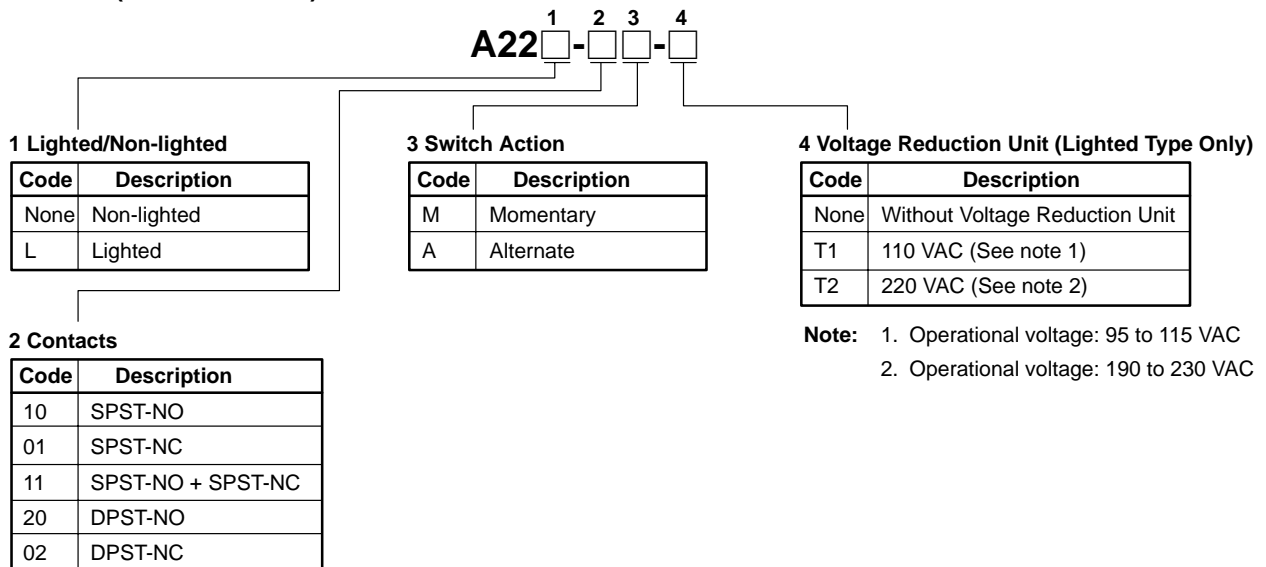 1 2 3 4
A22□-□□-□
1 Lighted/Non-lighted
Code Description
None Non-lighted
L Lighted
3 Switch Action
Code Description
M Momentary
A Alternate
4 Voltage Reduction Unit (Lighted Type Only)
Code Description
None Without Voltage Reduction Unit
T1 110 VAC (See note 1)
T2 220 VAC (See note 2)
Note: 1. Operational voltage: 95 to 115 VAC
2. Operational voltage: 190 to 230 VAC
2 Contacts
Code Description
10 SPST-NO
01 SPST-NC
11 SPST-NO + SPST-NC
20 DPST-NO
02 DPST-NC